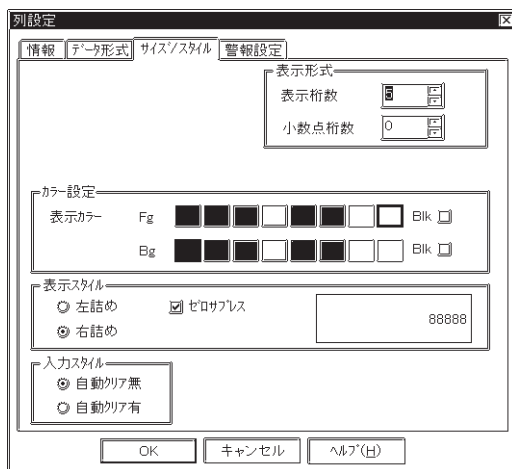 列設定
情報 ﾃﾞｰﾀ形式 ｻｲｽﾞ/ｽﾀｲﾙ 警報設定
表示形式
表示桁数 5
小数点桁数 0
ｶﾗｰ設定
表示ｶﾗｰ Fg Blk
Bg Blk
表示ｽﾀｲﾙ
左詰め ｾﾞﾛｻﾌﾟﾚｽ
右詰め 88888
入力ｽﾀｲﾙ
自動ｸﾘｱ無
自動ｸﾘｱ有
OK キャンセル ﾍﾙﾌﾟ(H)